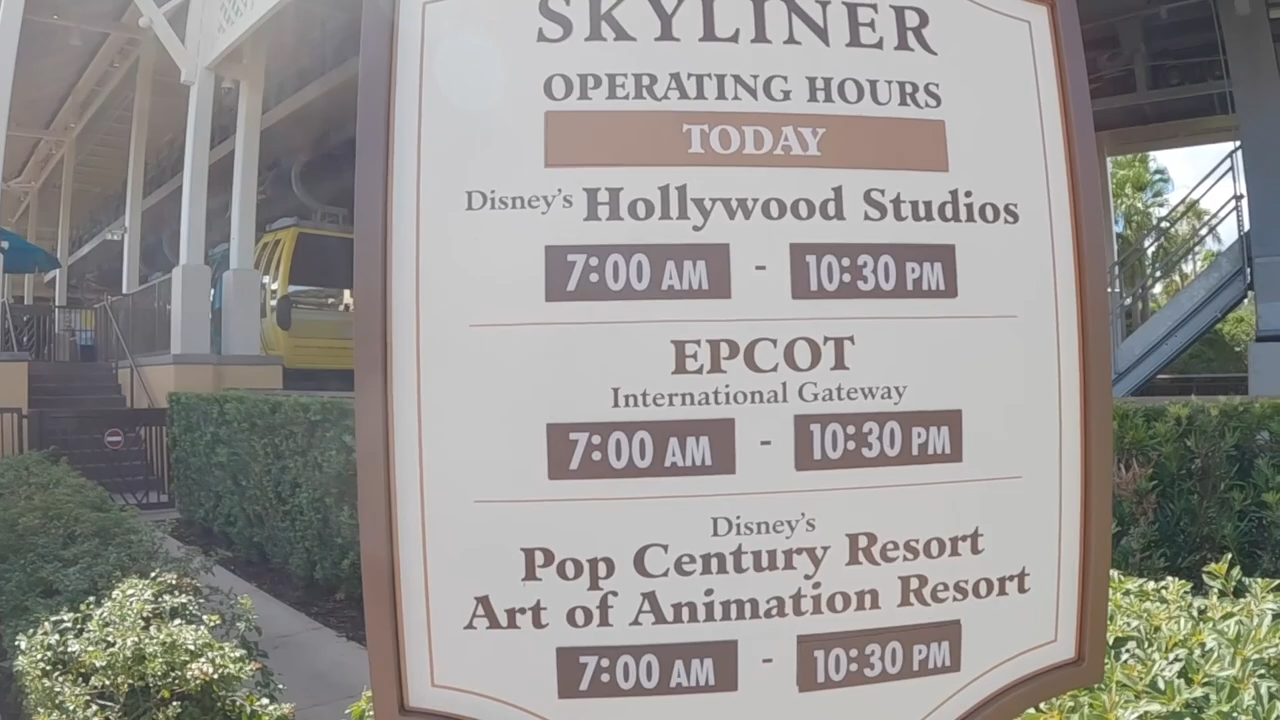 SKYLINER
OPERATING HOURS
TODAY
Disney's Hollywood Studios
7:00 AM - 10:30 PM
EPCOT
International Gateway
7:00 AM - 10:30 PM
Disney's
Pop Century Resort
Art of Animation Resort
7:00 AM - 10:30 PM